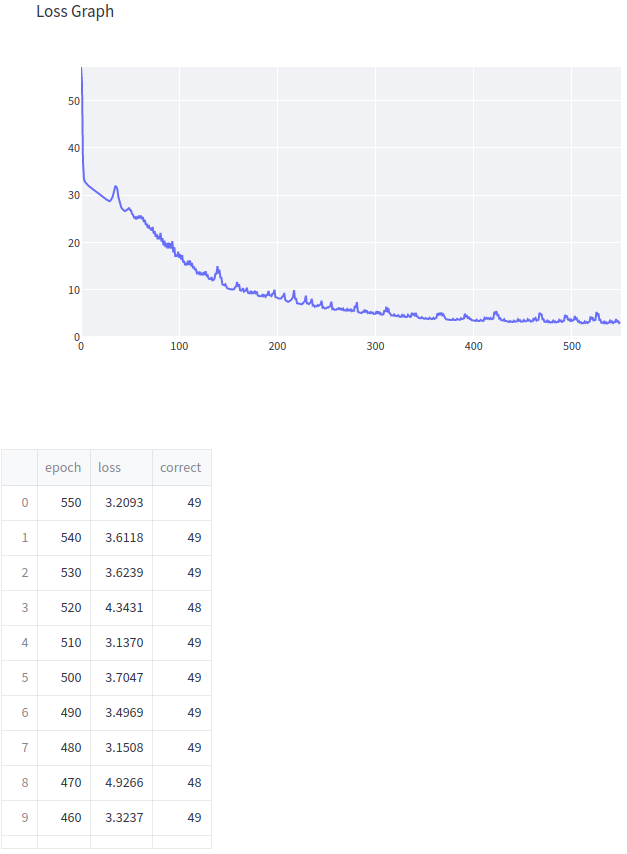 Loss Graph
50
40
30
20
10
0
0 100 200 300 400 500
epoch loss correct
0 550 3.2093 49
1 540 3.6118 49
2 530 3.6239 49
3 520 4.3431 48
4 510 3.1370 49
5 500 3.7047 49
6 490 3.4969 49
7 480 3.1508 49
8 470 4.9266 48
9 460 3.3237 49